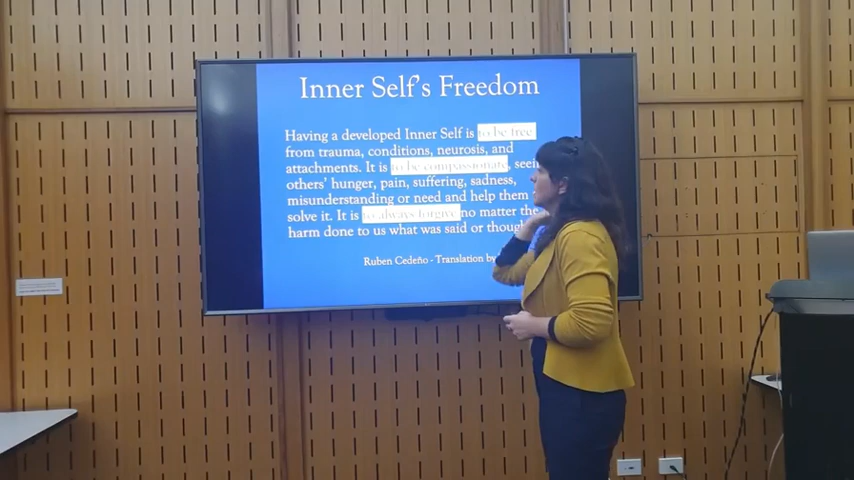 Inner Self's Freedom
Having a developed Inner Self is to be free
from trauma, conditions, neurosis, and
attachments. It is to be compassionate, seein
others' hunger, pain, suffering, sadness,
misunderstanding or need and help them
solve it. It is to always forgive no matter the
harm done to us what was said or though
Ruben Cedeño - Translation by